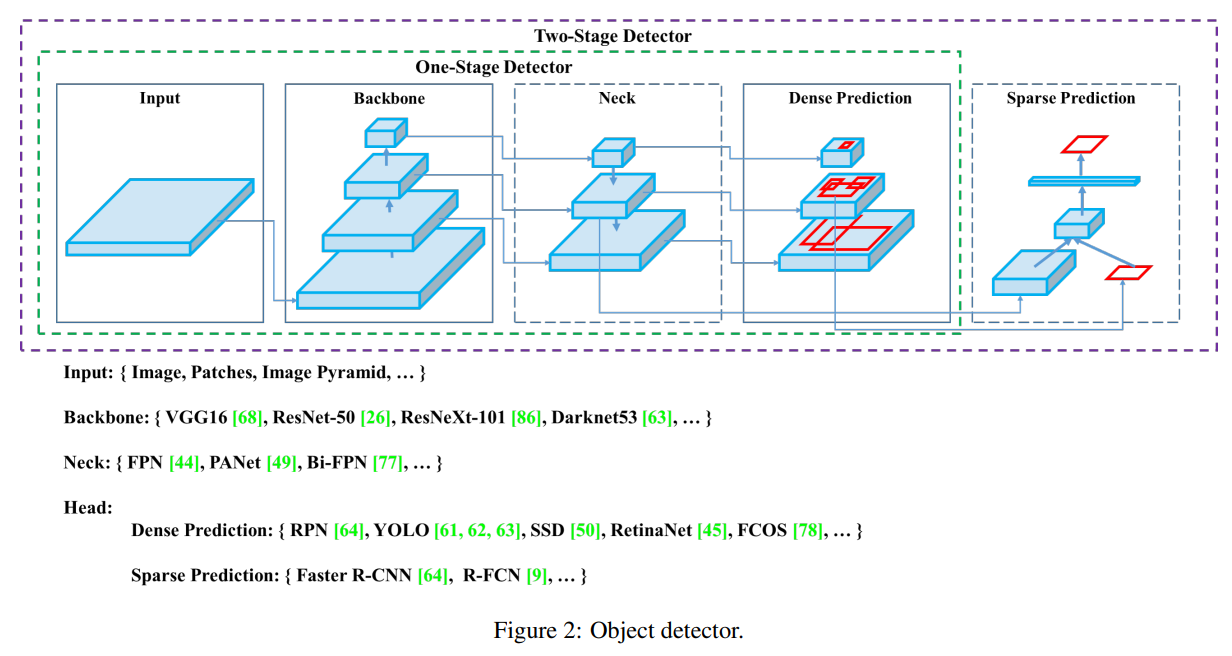 Two-Stage Detector
One-Stage Detector
Input
Backbone
Neck
Dense Prediction
Sparse Prediction
Input: { Image, Patches, Image Pyramid, … }
Backbone: { VGG16 [68], ResNet-50 [26], ResNeXt-101 [86], Darknet53 [63], … }
Neck: { FPN [44], PANet [49], Bi-FPN [77], … }
Head:
Dense Prediction: { RPN [64], YOLO [61, 62, 63], SSD [50], RetinaNet [45], FCOS [78], … }
Sparse Prediction: { Faster R-CNN [64], R-FCN [9], … }
Figure 2: Object detector.